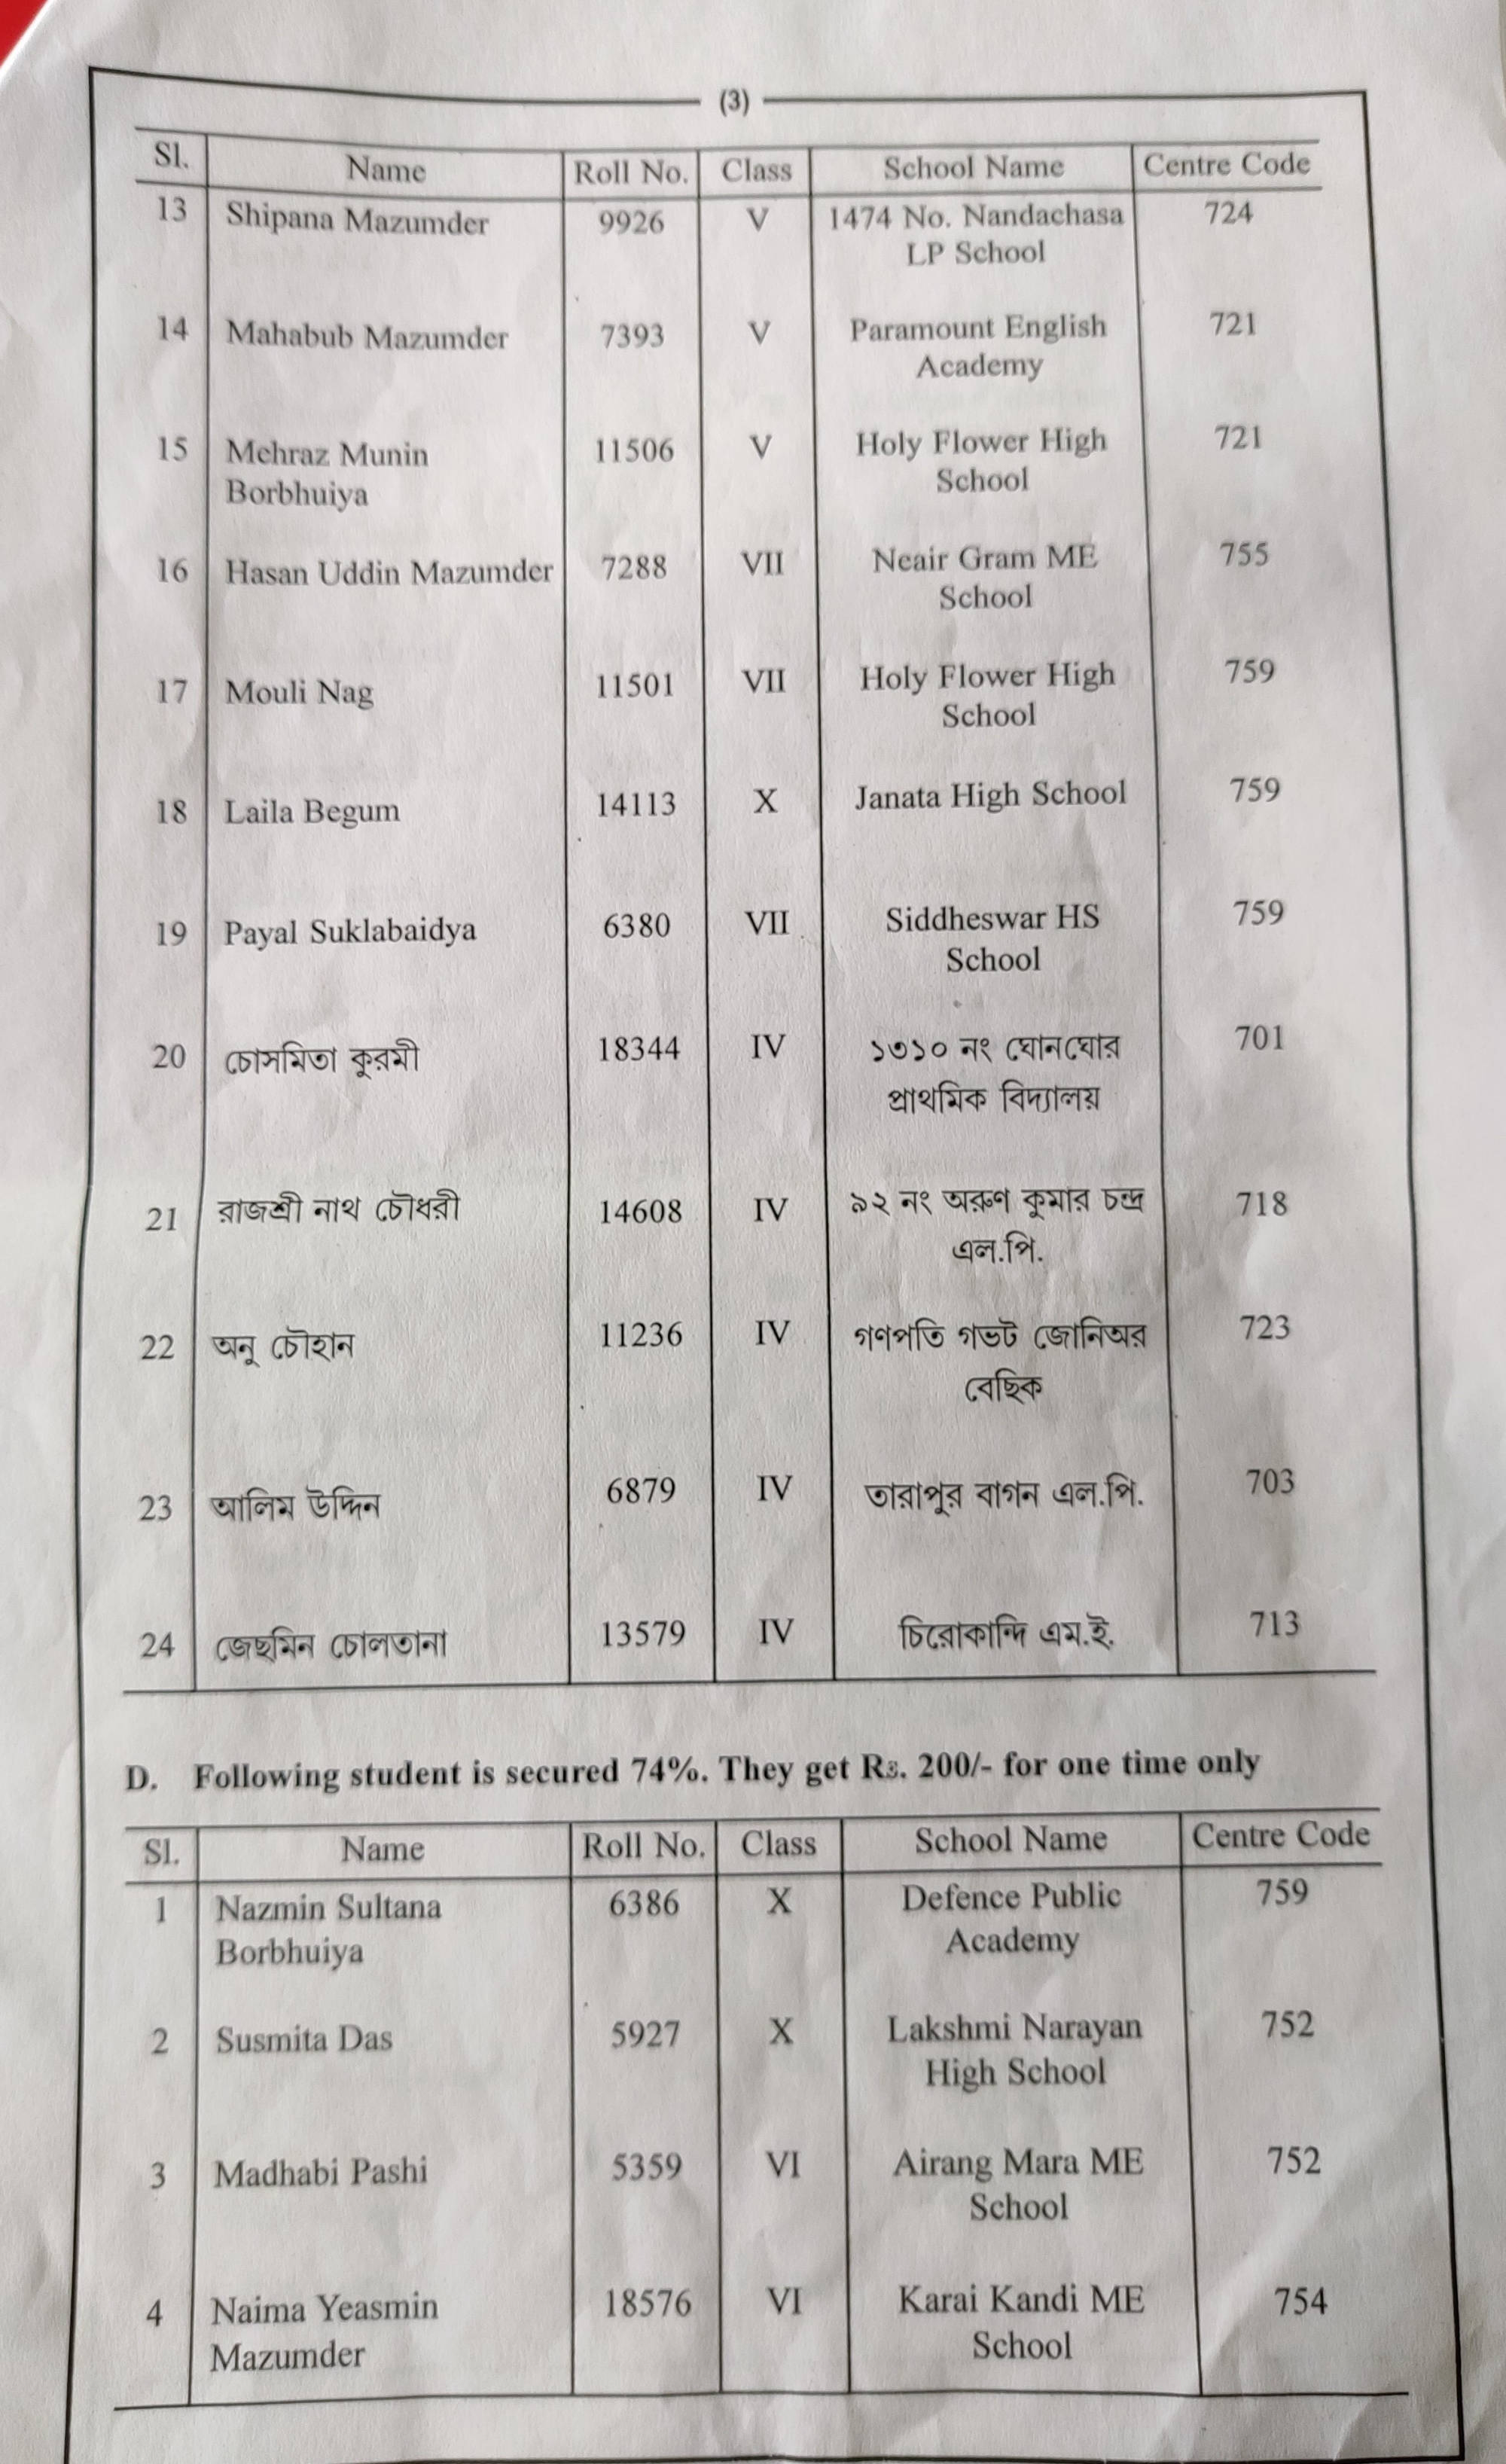 (3)
Sl. Name Roll No. Class School Name Centre Code
13 Shipana Mazumder 9926 V 1474 No. Nandachasa 724
LP School
14 Mahabub Mazumder 7393 V Paramount English 721
Academy
15 Mehraz Munin 11506 V Holy Flower High 721
Borbhuiya School
16 Hasan Uddin Mazumder 7288 VII Neair Gram ME 755
School
17 Mouli Nag 11501 VII Holy Flower High 759
School
18 Laila Begum 14113 X Janata High School 759
19 Payal Suklabaidya 6380 VII Siddheswar HS 759
School
20 চোসমিতা কুরমী 18344 IV ১৩১০ নং ঘোনঘোর 701
প্রাথমিক বিদ্যালয়
21 রাজশ্রী নাথ চৌধরী 14608 IV ৯২ নং অরুণ কুমার চন্দ্র 718
এল.পি.
22 অনু চৌহান 11236 IV গণপতি গভট জোনিঅর 723
বেছিক
23 আলিম উদ্দিন 6879 IV তারাপুর বাগন এল.পি. 703
24 জেছমিন চোলতানা 13579 IV চিরোকান্দি এম.ই. 713
D. Following student is secured 74%. They get Rs. 200/- for one time only
Sl. Name Roll No. Class School Name Centre Code
1 Nazmin Sultana 6386 X Defence Public 759
Borbhuiya Academy
2 Susmita Das 5927 X Lakshmi Narayan 752
High School
3 Madhabi Pashi 5359 VI Airang Mara ME 752
School
4 Naima Yeasmin 18576 VI Karai Kandi ME 754
Mazumder School